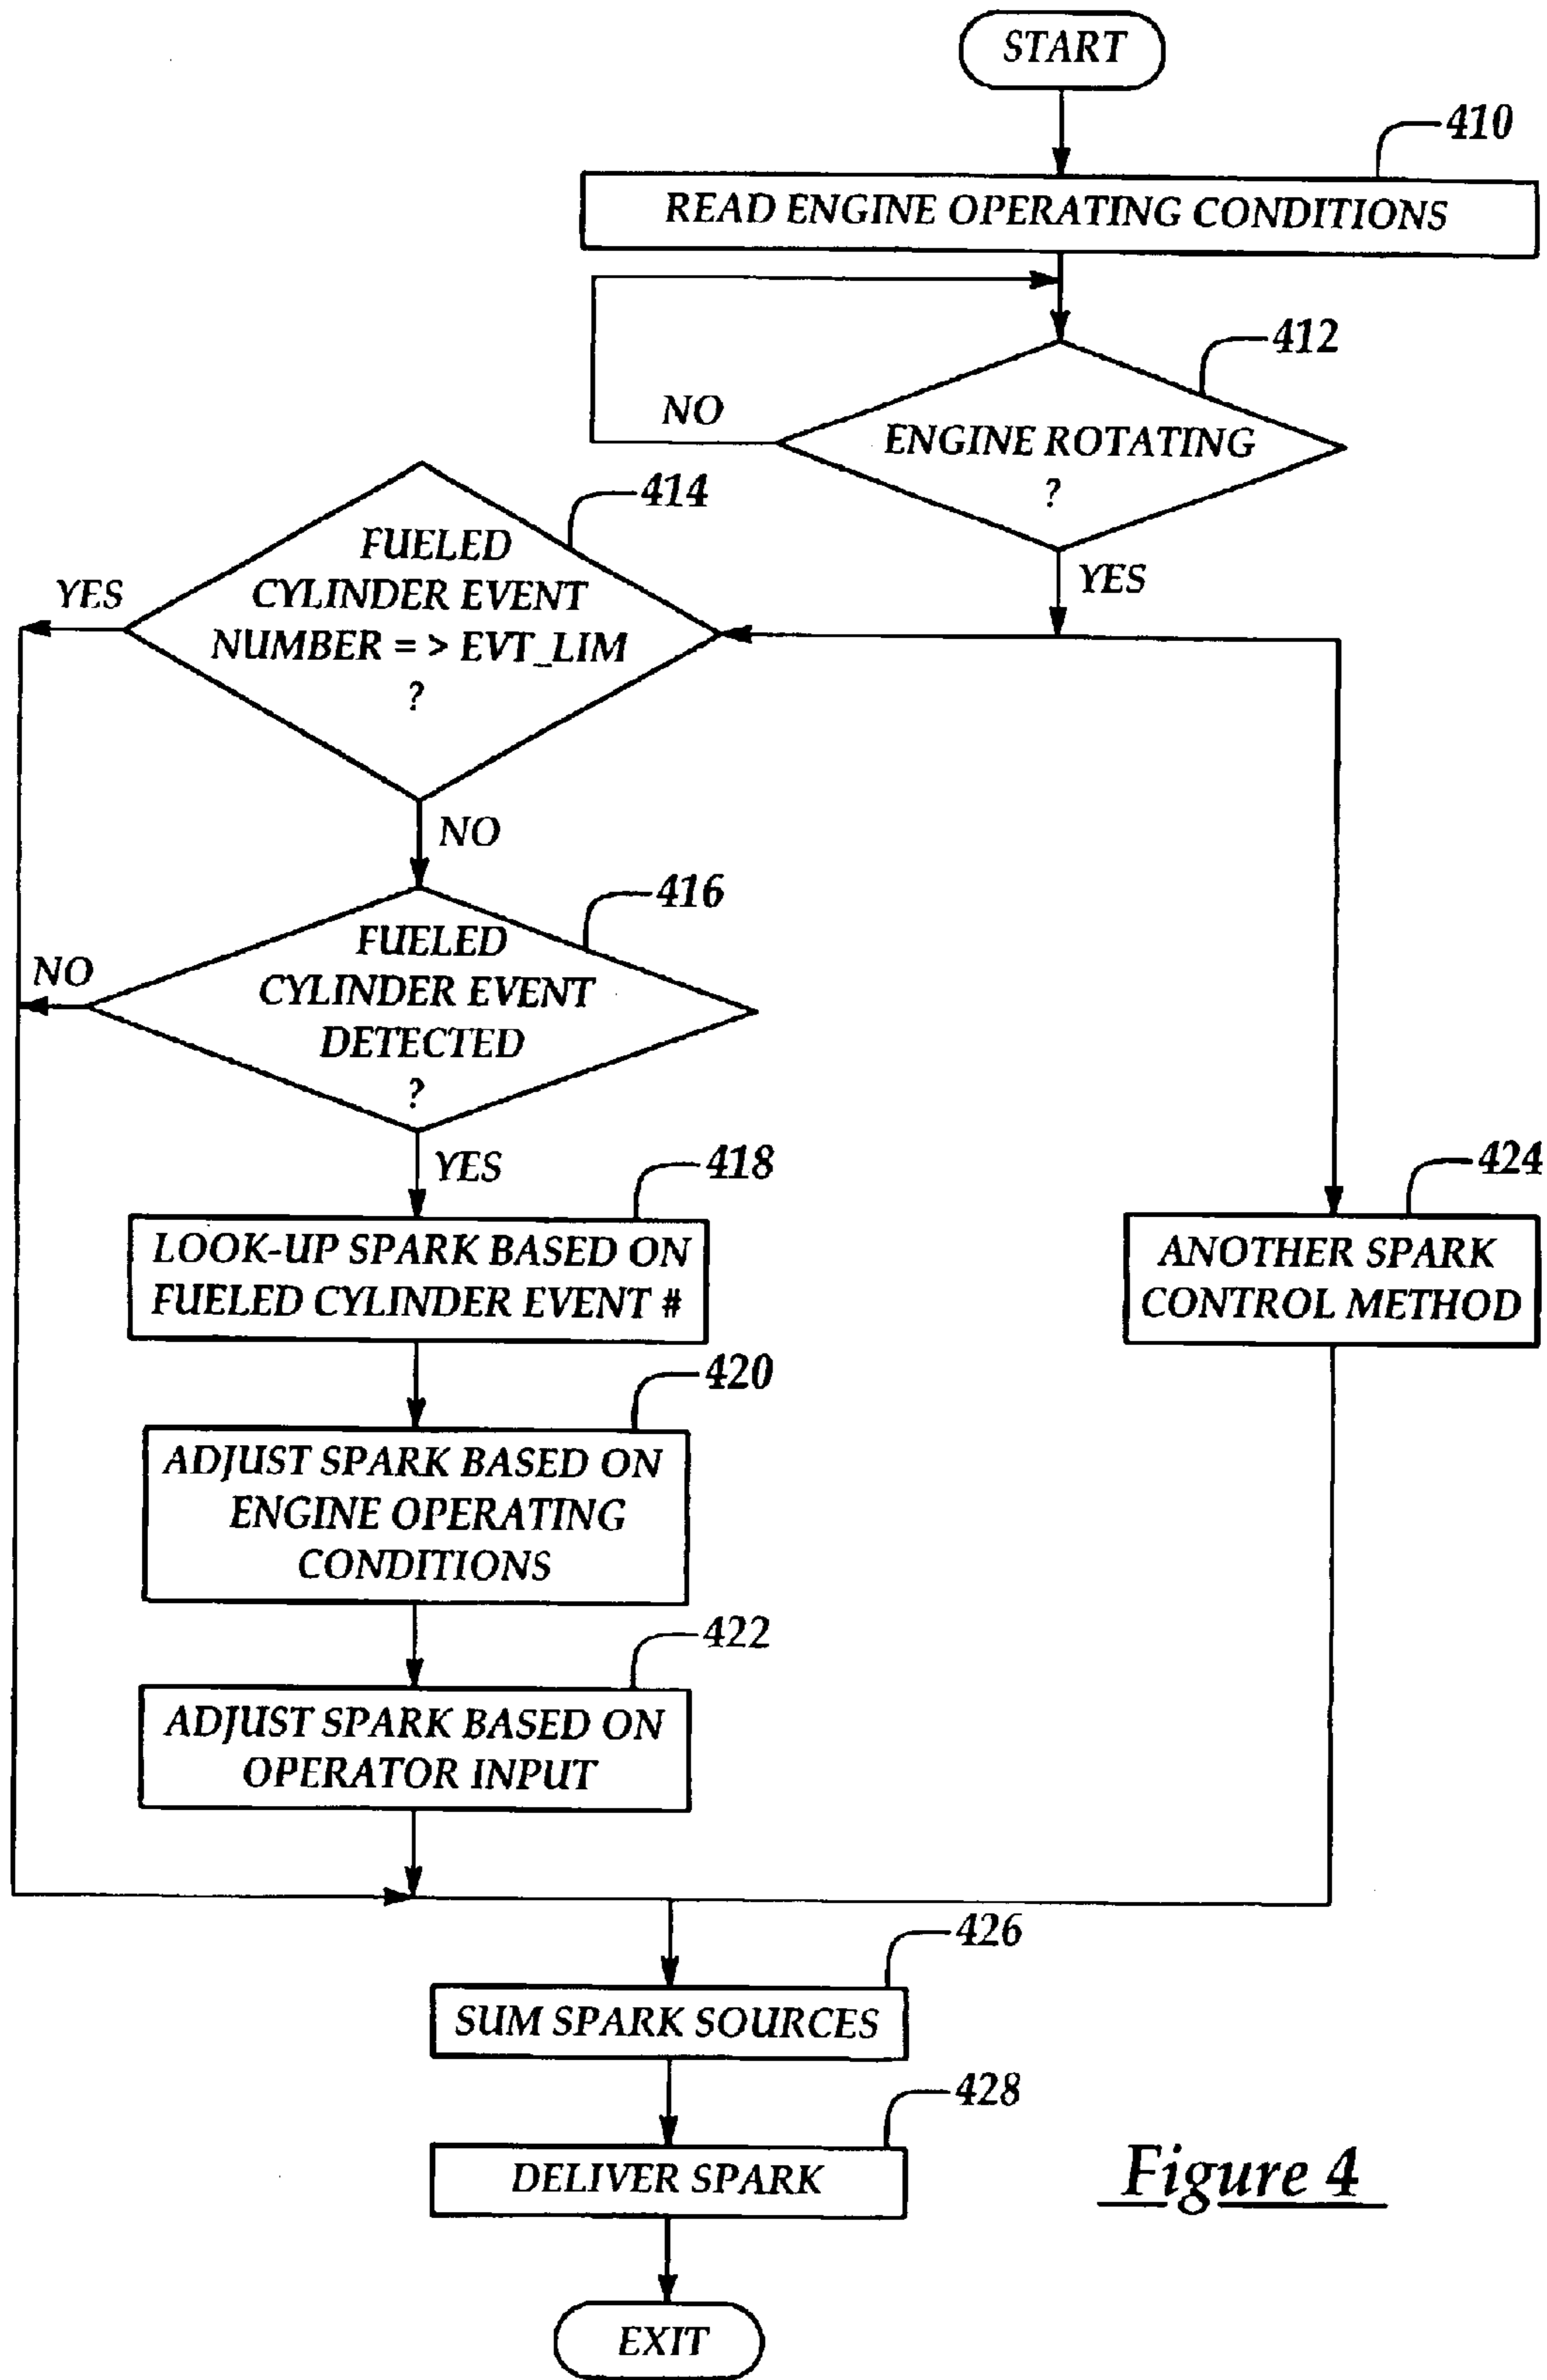 START
410
READ ENGINE OPERATING CONDITIONS
412
NO
ENGINE ROTATING
?
YES
414
FUELED
CYLINDER EVENT
NUMBER = > EVT_LIM
?
YES
NO
416
FUELED
CYLINDER EVENT
DETECTED
?
NO
YES
418
LOOK-UP SPARK BASED ON
FUELED CYLINDER EVENT #
424
ANOTHER SPARK
CONTROL METHOD
420
ADJUST SPARK BASED ON
ENGINE OPERATING
CONDITIONS
422
ADJUST SPARK BASED ON
OPERATOR INPUT
426
SUM SPARK SOURCES
428
DELIVER SPARK
EXIT
Figure 4